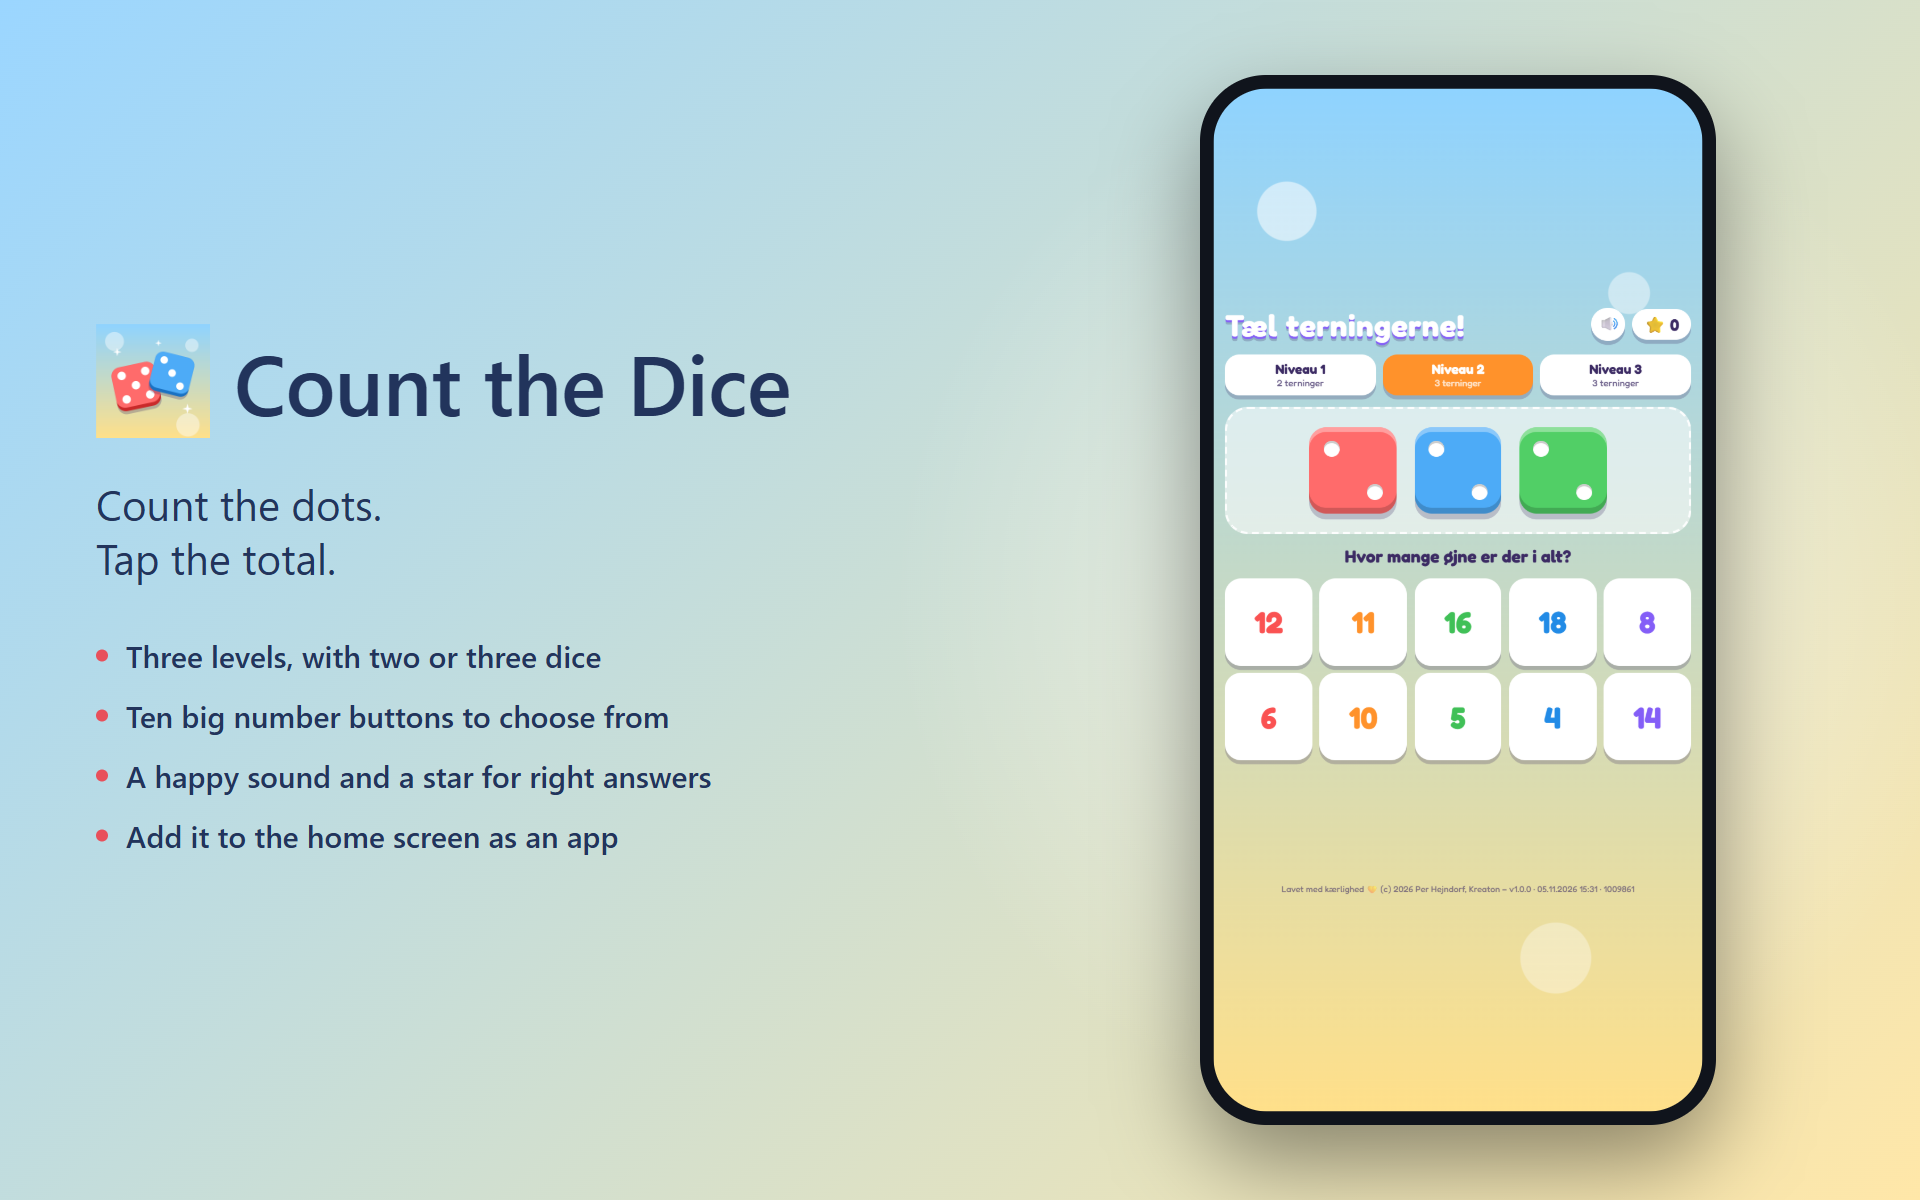 Count the Dice
Count the dots.
Tap the total.
Three levels, with two or three dice
Ten big number buttons to choose from
A happy sound and a star for right answers
Add it to the home screen as an app
Tæl terningerne!
0
Niveau 1
2 terninger
Niveau 2
3 terninger
Niveau 3
3 terninger
Hvor mange øjne er der i alt?
12 11 16 18 8
6 10 5 4 14
Lavet med kærlighed (c) 2026 Per Hejndorf, Kreaton – v1.0.0 · 05.11.2026 15:31 · 1009861